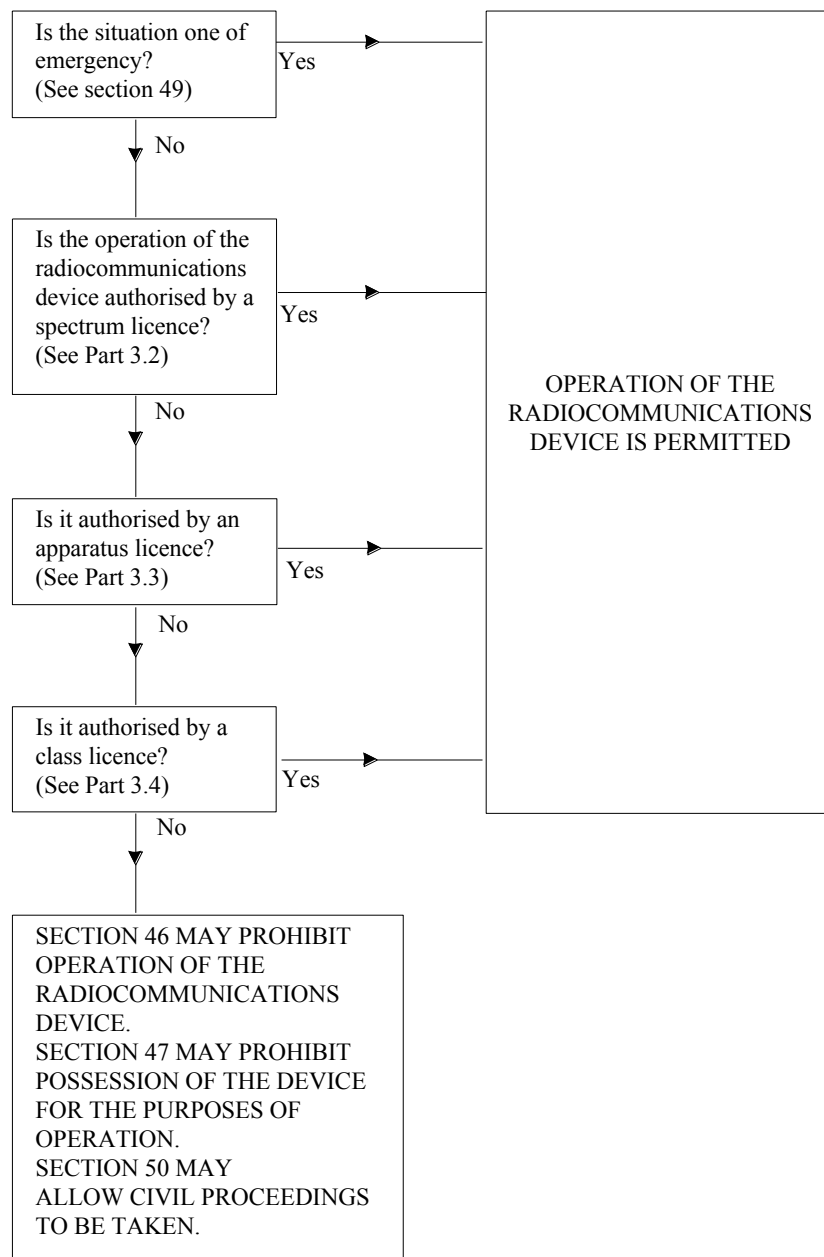 Is the situation one of
emergency?
(See section 49)
Yes
No
Is the operation of the
radiocommunications
device authorised by a
spectrum licence?
(See Part 3.2)
Yes
No
Is it authorised by an
apparatus licence?
(See Part 3.3)
Yes
No
Is it authorised by a
class licence?
(See Part 3.4)
Yes
No
OPERATION OF THE
RADIOCOMMUNICATIONS
DEVICE IS PERMITTED
SECTION 46 MAY PROHIBIT
OPERATION OF THE
RADIOCOMMUNICATIONS
DEVICE.
SECTION 47 MAY PROHIBIT
POSSESSION OF THE DEVICE
FOR THE PURPOSES OF
OPERATION.
SECTION 50 MAY
ALLOW CIVIL PROCEEDINGS
TO BE TAKEN.